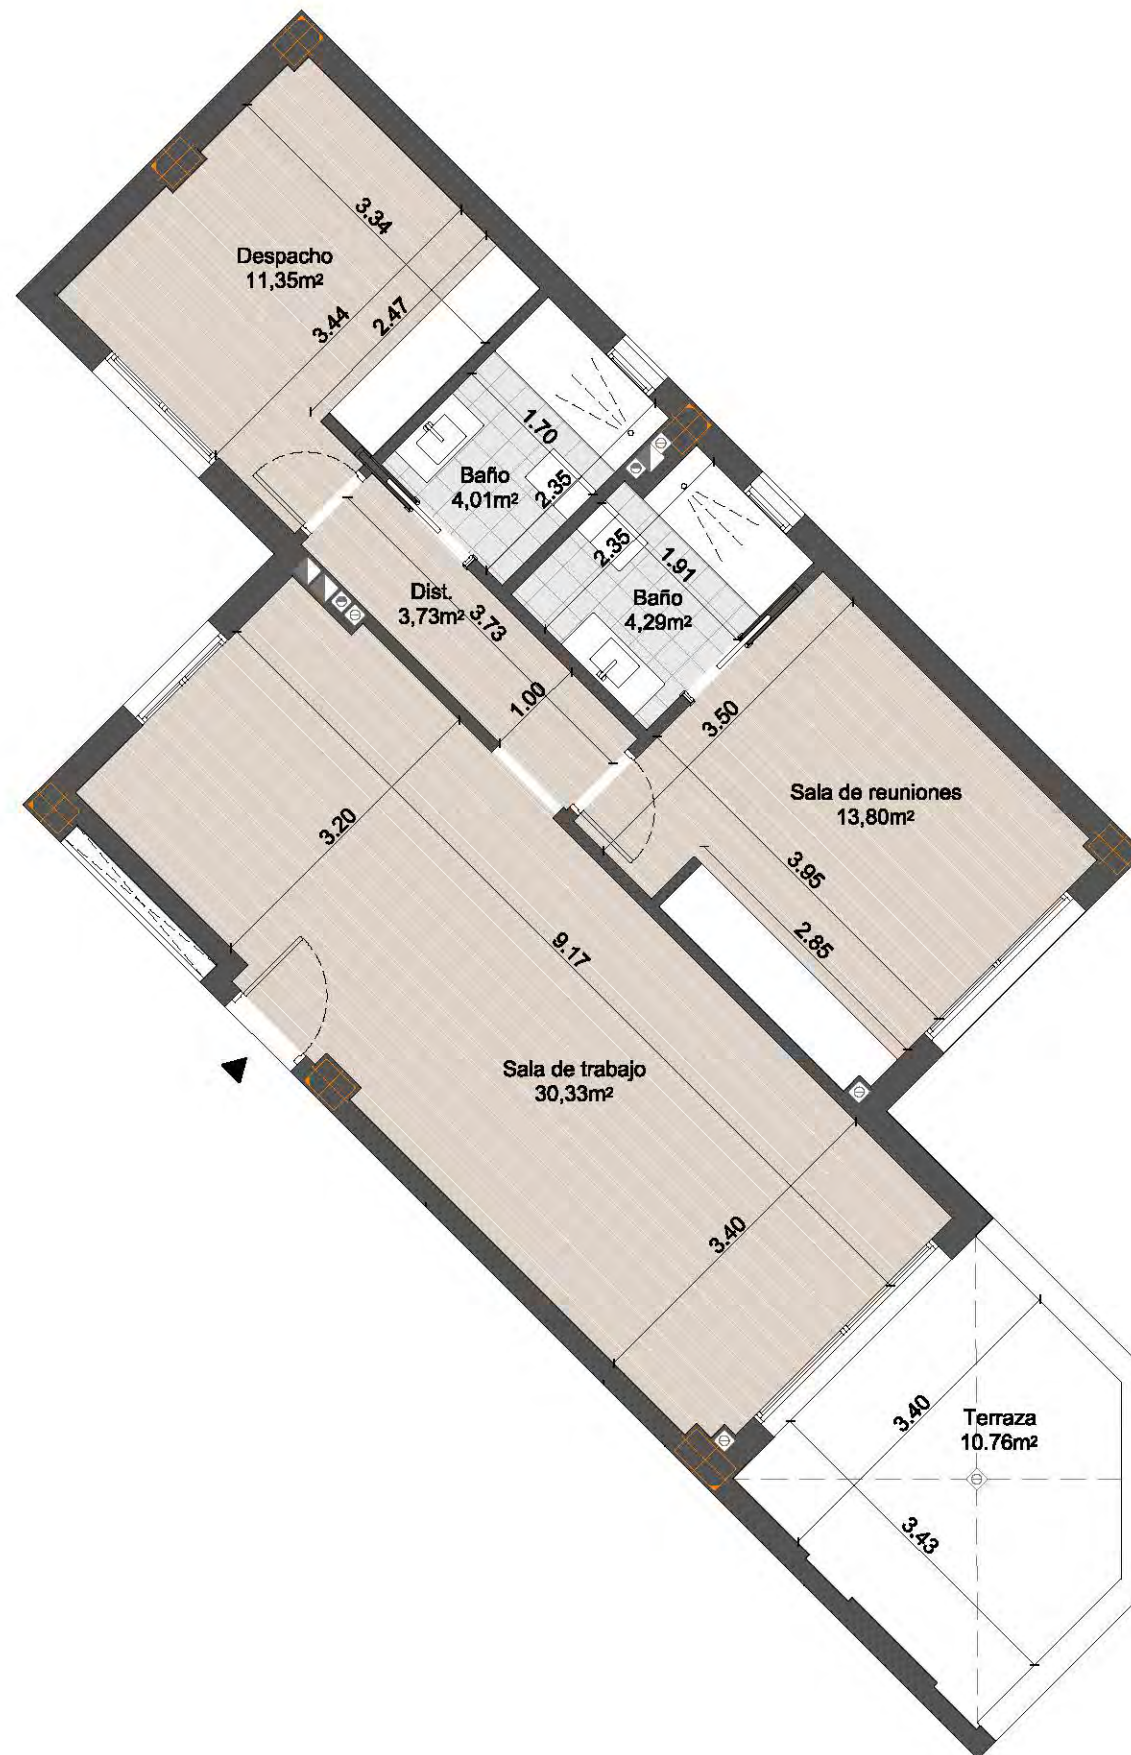 3.34
Despacho
11,35m²
3.44
2.47
1.70
Baño
4,01m²
2.35
2.35
1.91
Baño
4,29m²
Dist.
3,73m²
3.73
1.00
3.50
Sala de reuniones
13,80m²
3.20
3.95
2.85
9.17
Sala de trabajo
30,33m²
3.40
3.40
Terraza
10.76m²
3.43